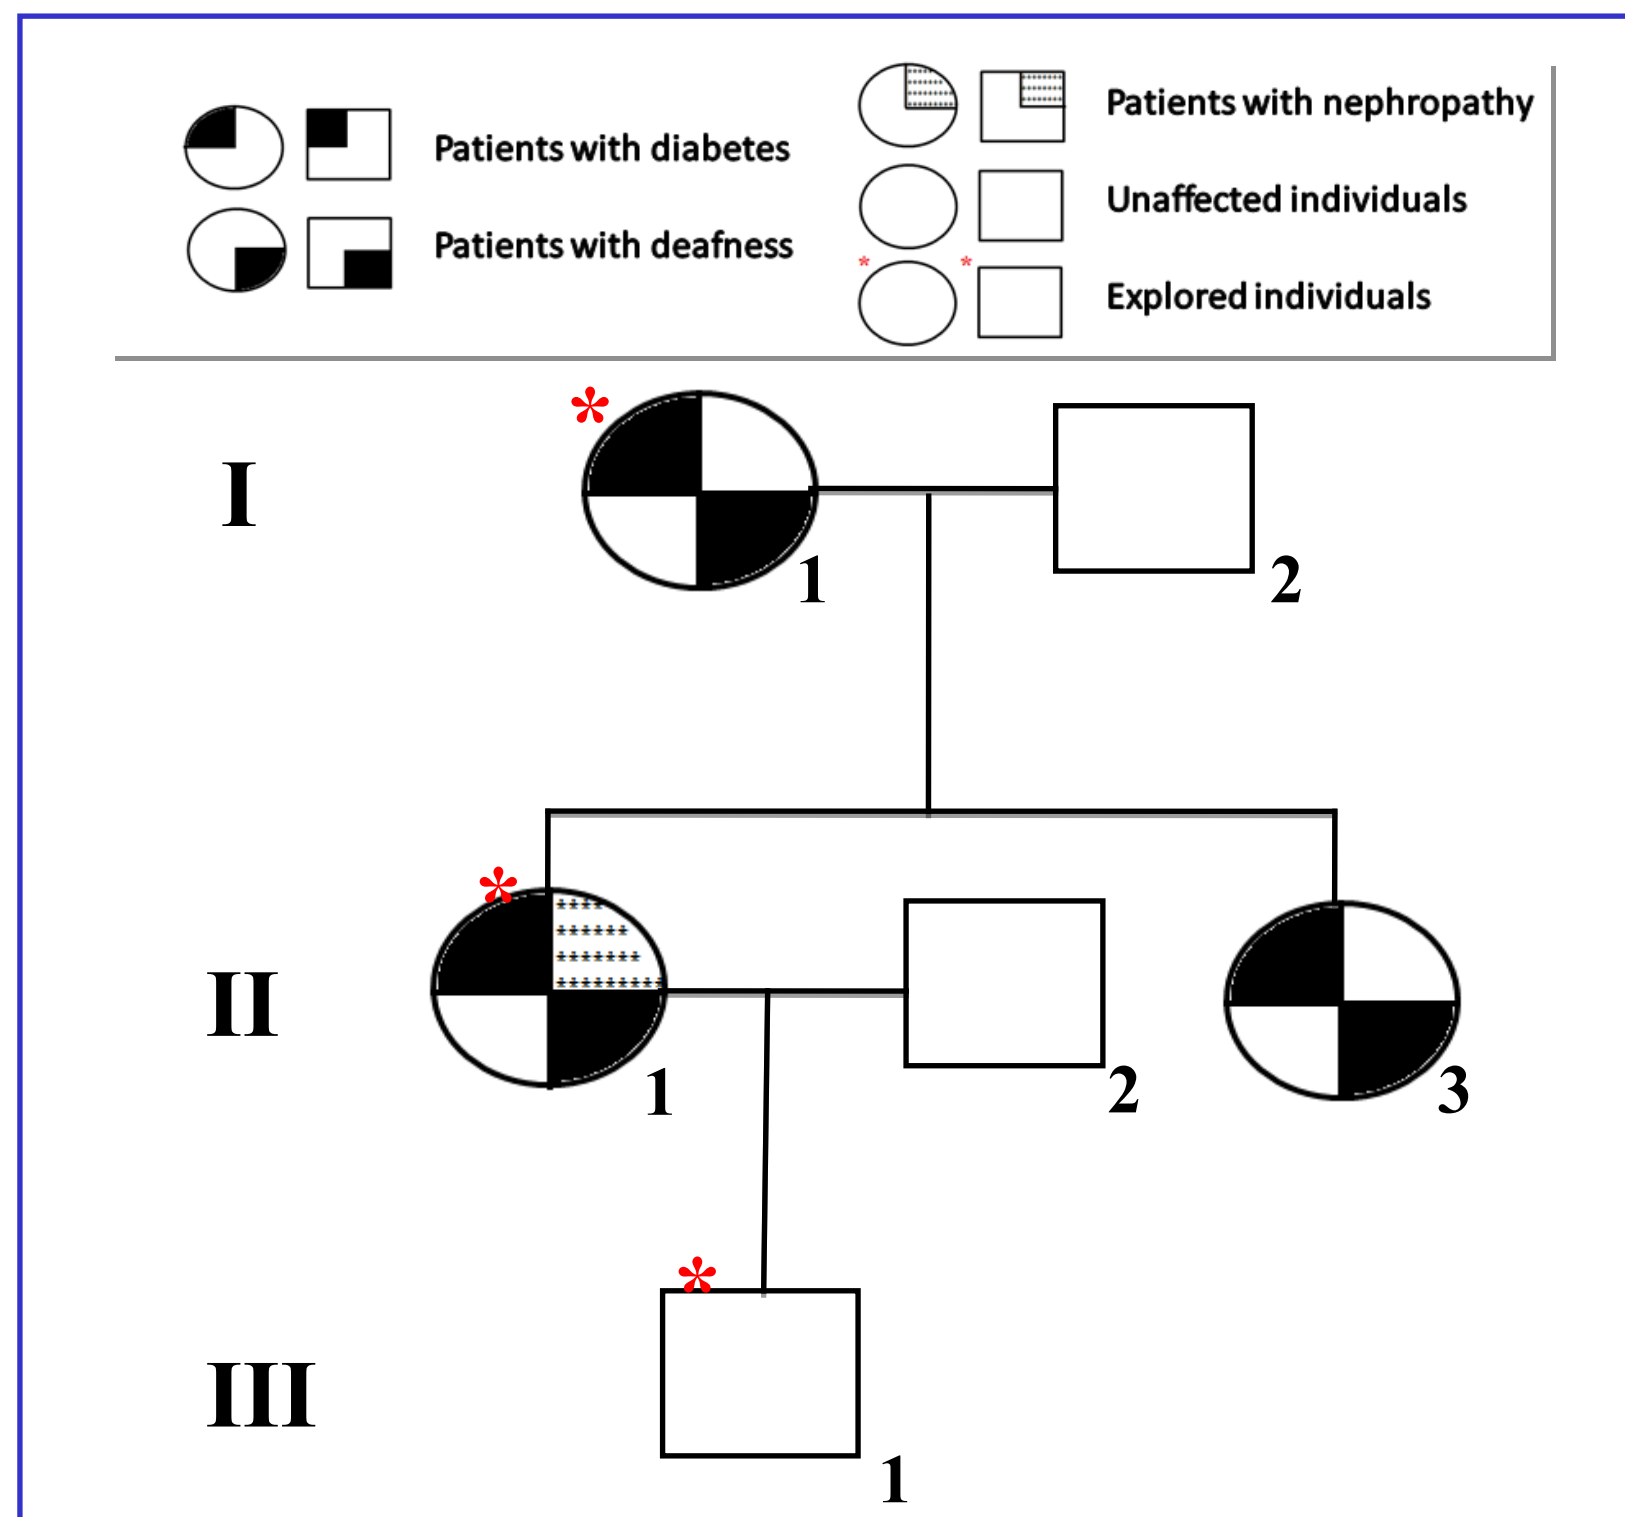 Patients with diabetes
Patients with deafness
Patients with nephropathy
Unaffected individuals
* *
Explored individuals
*
I
1
2
*
II
1
2
3
*
III
1